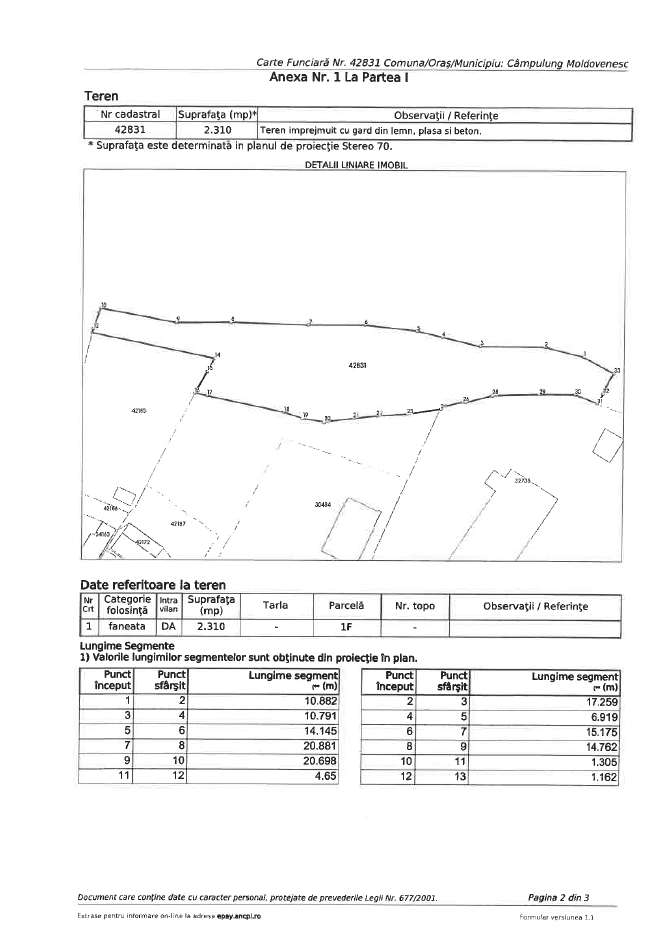 Carte Funciară Nr. 42831 Comuna/Oraș/Municipiu: Câmpulung Moldovenesc
Anexa Nr. 1 La Partea I
Teren
Nr cadastral Suprafața (mp)* Observații / Referințe
42831 2.310 Teren imprejmuit cu gard din lemn, plasa si beton.
* Suprafața este determinată in planul de proiecție Stereo 70.
DETALII LINIARE IMOBIL
10
9 8 7 6 5 4 3 2 1
12
14
15
33
32
42831
16 17
18 19 20 21 22 23 26 28 29 30 31
42185
32738
42186
30484
42187
34143
42172
Date referitoare la teren
Nr Crt Categorie folosință Intra vilan Suprafața (mp) Tarla Parcelă Nr. topo Observații / Referințe
1 faneata DA 2.310 - 1F -
Lungime Segmente
1) Valorile lungimilor segmentelor sunt obținute din proiecție în plan.
Punct început Punct sfârșit Lungime segment (m)
1 2 10.882
3 4 10.791
5 6 14.145
7 8 20.881
9 10 20.698
11 12 4.65
Punct început Punct sfârșit Lungime segment (m)
2 3 17.259
4 5 6.919
6 7 15.175
8 9 14.762
10 11 1.305
12 13 1.162
Document care conține date cu caracter personal, protejate de prevederile Legii Nr. 677/2001.
Pagina 2 din 3
Extrase pentru informare on-line la adresa epay.ancpi.ro
Formular versiunea 1.1